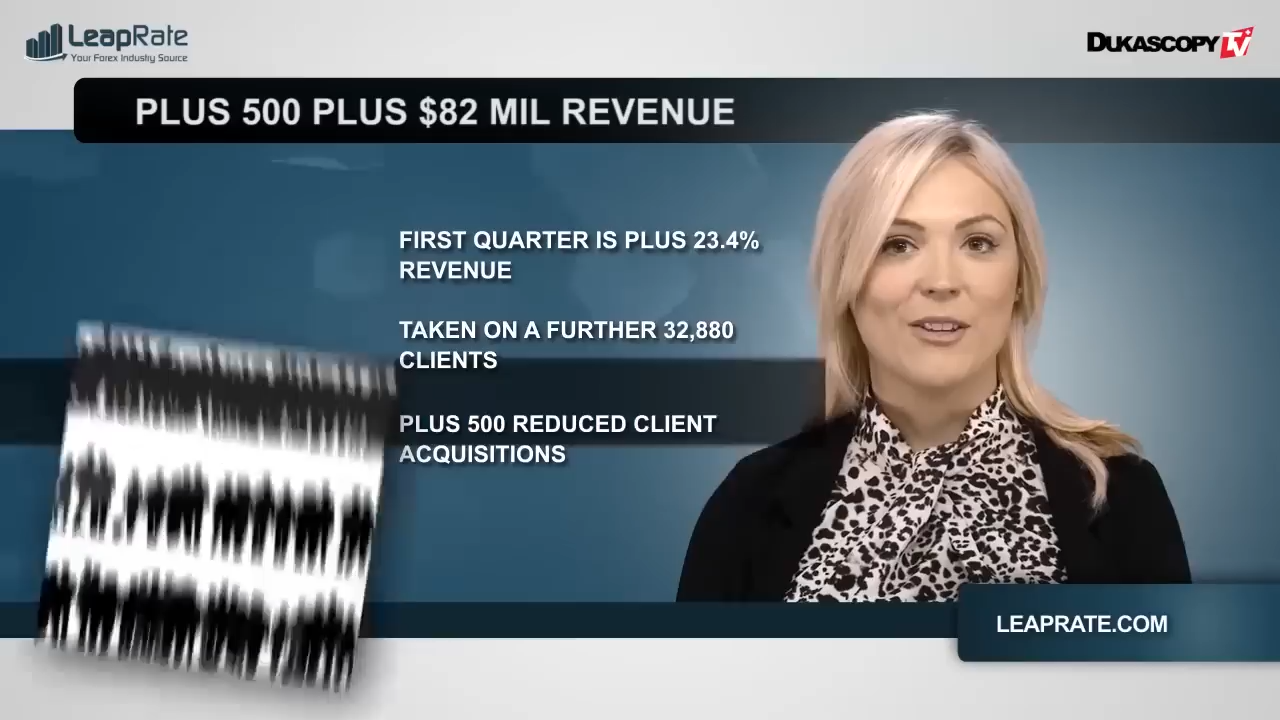 LeapRate
Your Forex Industry Source
DUKASCOPY TV
PLUS 500 PLUS $82 MIL REVENUE
FIRST QUARTER IS PLUS 23.4%
REVENUE
TAKEN ON A FURTHER 32,880
CLIENTS
PLUS 500 REDUCED CLIENT
ACQUISITIONS
LEAPRATE.COM